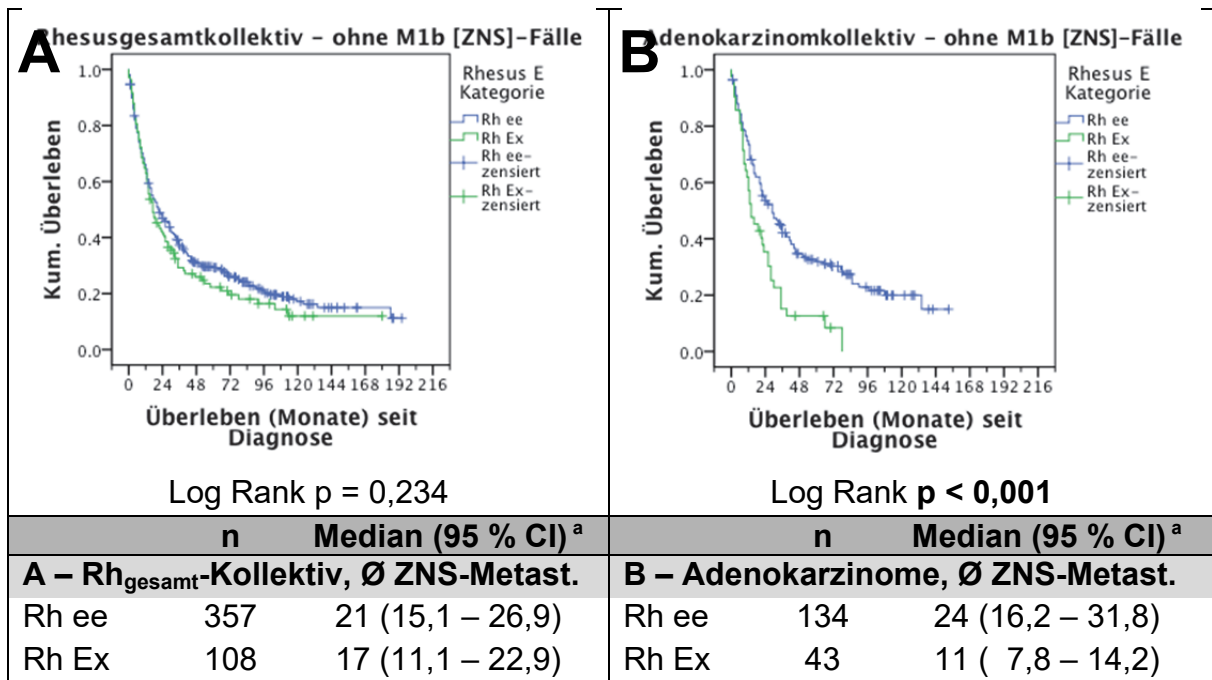 A
Rhesusgesamtkollektiv – ohne M1b [ZNS]–Fälle
Kum. Überleben
1.0
0.8
0.6
0.4
0.2
0.0
0 24 48 72 96 120 144 168 192 216
Überleben (Monate) seit
Diagnose
Rhesus E
Kategorie
Rh ee
Rh Ex
Rh ee–
zensiert
Rh Ex–
zensiert
Log Rank p = 0,234
B
Adenokarzinomkollektiv – ohne M1b [ZNS]–Fälle
Kum. Überleben
1.0
0.8
0.6
0.4
0.2
0.0
0 24 48 72 96 120 144 168 192 216
Überleben (Monate) seit
Diagnose
Rhesus E
Kategorie
Rh ee
Rh Ex
Rh ee–
zensiert
Rh Ex–
zensiert
Log Rank p < 0,001
n Median (95 % CI) a
A – Rhgesamt-Kollektiv, Ø ZNS-Metast.
Rh ee 357 21 (15,1 – 26,9)
Rh Ex 108 17 (11,1 – 22,9)
n Median (95 % CI) a
B – Adenokarzinome, Ø ZNS-Metast.
Rh ee 134 24 (16,2 – 31,8)
Rh Ex 43 11 ( 7,8 – 14,2)